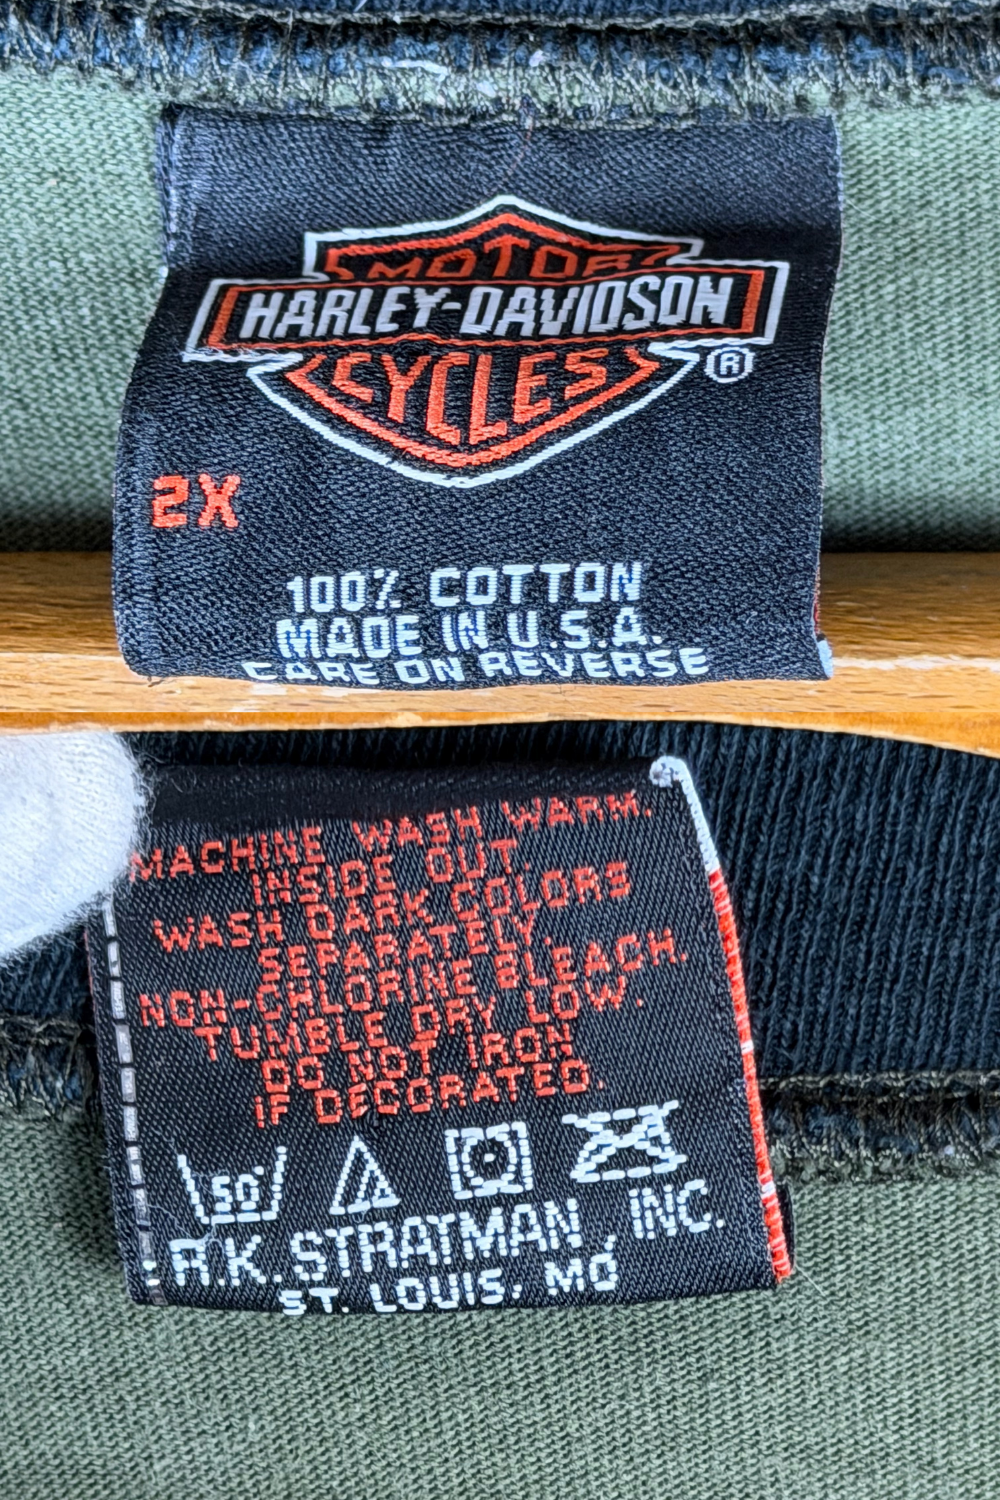 MOTOR
HARLEY-DAVIDSON
CYCLES
®
2X
100% COTTON
MADE IN U.S.A.
CARE ON REVERSE
MACHINE WASH WARM.
INSIDE OUT.
WASH DARK COLORS
SEPARATELY.
NON-CHLORINE BLEACH.
TUMBLE DRY LOW.
DO NOT IRON
IF DECORATED.
50
R.K. STRATMAN, INC.
ST. LOUIS, MO